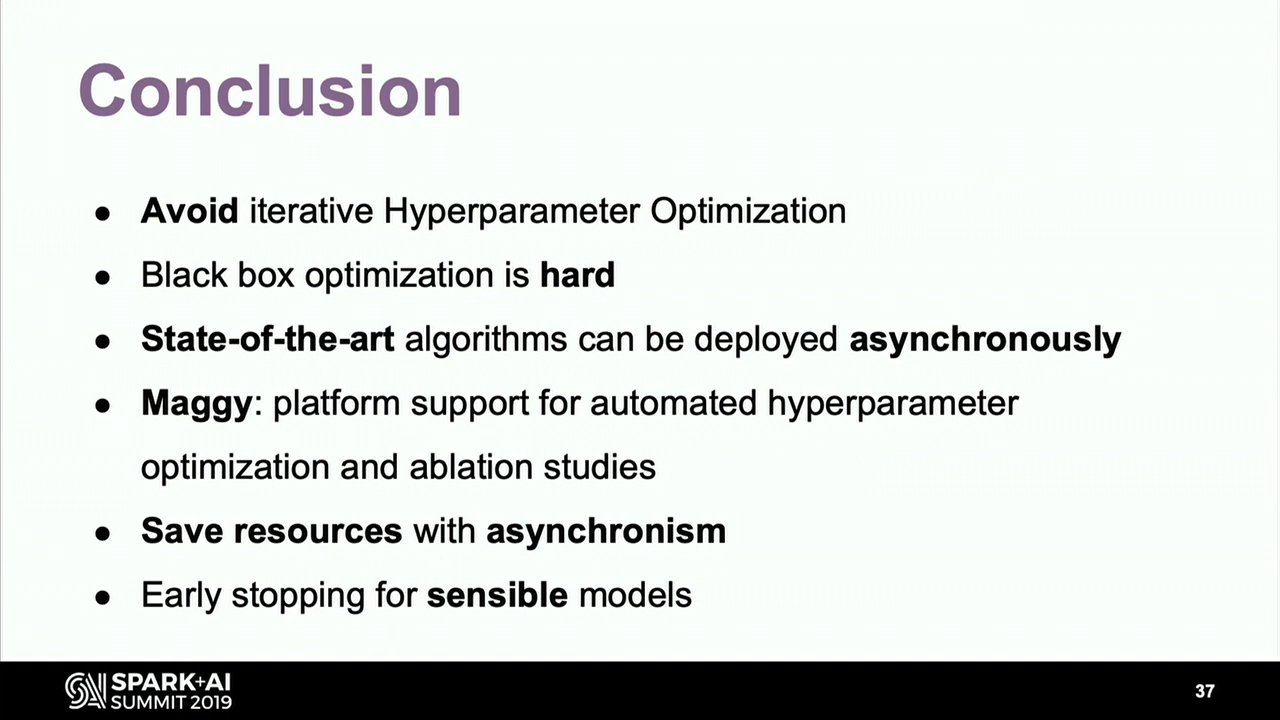 Conclusion
● Avoid iterative Hyperparameter Optimization
● Black box optimization is hard
● State-of-the-art algorithms can be deployed asynchronously
● Maggy: platform support for automated hyperparameter
optimization and ablation studies
● Save resources with asynchronism
● Early stopping for sensible models
SPARK+AI
SUMMIT 2019
37